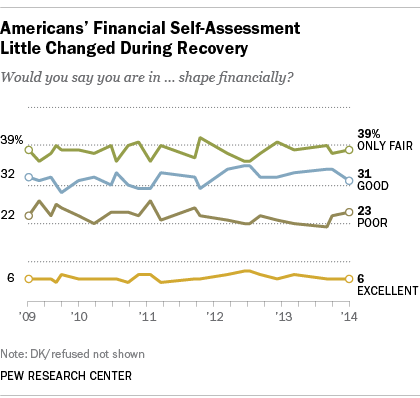 Americans' Financial Self-Assessment
Little Changed During Recovery
Would you say you are in ... shape financially?
39%
32
22
6
39%
ONLY FAIR
31
GOOD
23
POOR
6
EXCELLENT
'09 '10 '11 '12 '13 '14
Note: DK/refused not shown
PEW RESEARCH CENTER